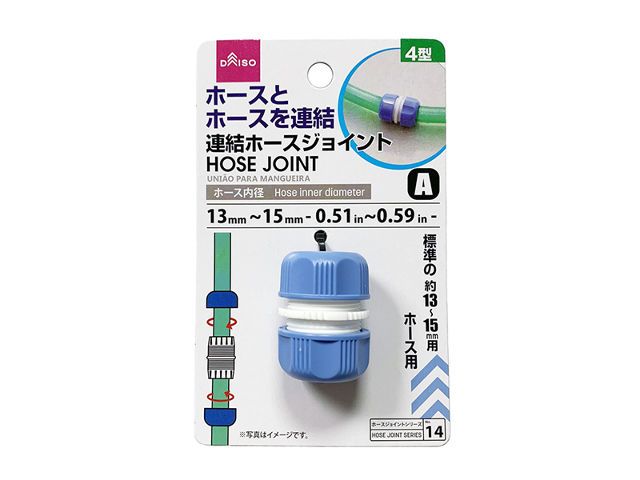 DAISO
4型
ホースと
ホースを連結
連結ホースジョイント
HOSE JOINT
UNIÃO PARA MANGUEIRA
ホース内径 Hose inner diameter
A
13mm～15mm - 0.51in～0.59in -
標準の約13～15mm用
ホース用
※写真はイメージです。
ホースジョイントシリーズ
HOSE JOINT SERIES
No.
14